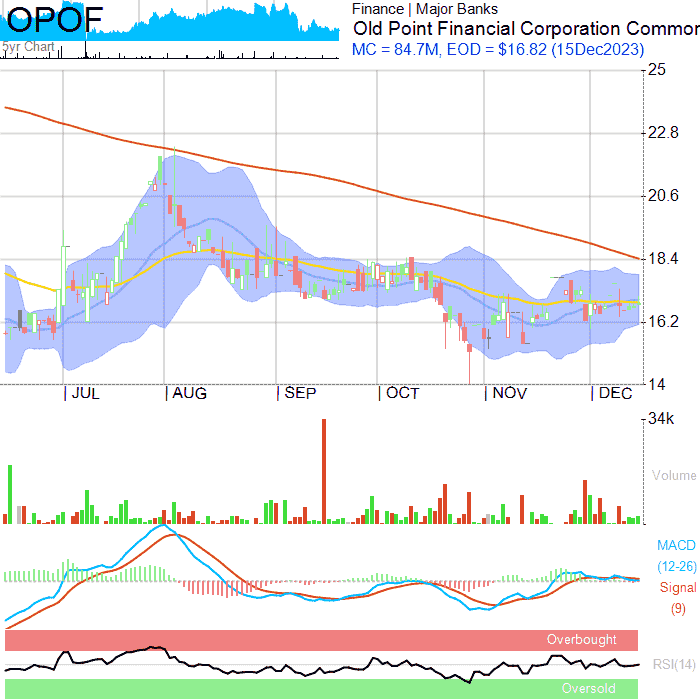 OPOF
5yr Chart
Finance | Major Banks
Old Point Financial Corporation Common
MC = 84.7M, EOD = $16.82 (15Dec2023)
25
22.8
20.6
18.4
16.2
14
JUL AUG SEP OCT NOV DEC
34k
Volume
MACD
(12-26)
Signal
(9)
Overbought
RSI(14)
Oversold